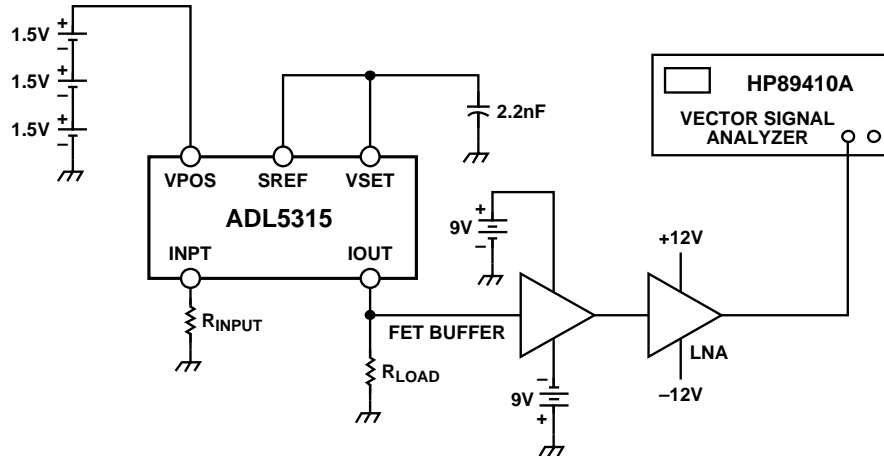 1.5V
+
–
1.5V
+
–
1.5V
+
–
2.2nF
HP89410A
VECTOR SIGNAL
ANALYZER
VPOS SREF VSET
ADL5315
INPT IOUT
9V
+
–
+12V
RINPUT
FET BUFFER
LNA
RLOAD
9V
–
+
–12V